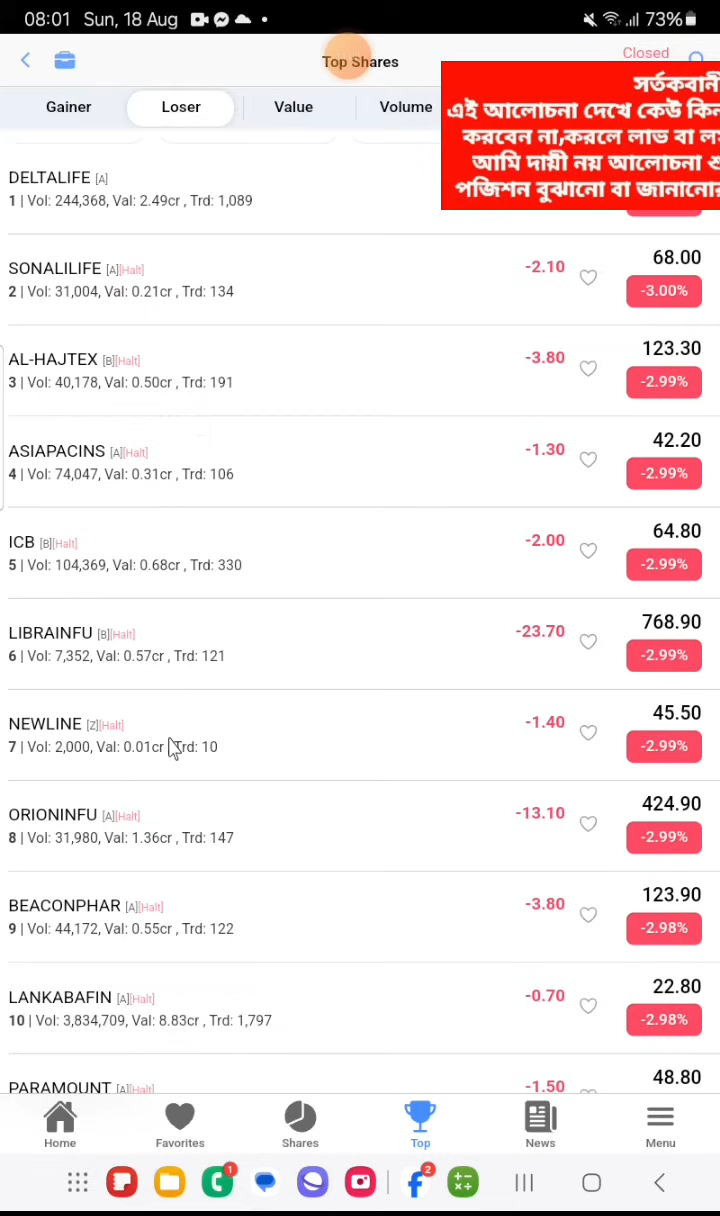 08:01 Sun, 18 Aug
73%
Top Shares
Closed
Gainer Loser Value Volume
সর্তকবানী
এই আলোচনা দেখে কেউ
করবেন না,করলে লাভ বা
আমি দায়ী নয় আলোচনা
পজিশন বুঝানো বা
DELTALIFE [A]
1 | Vol: 244,368, Val: 2.49cr , Trd: 1,089
SONALILIFE [A][Halt] -2.10 68.00
2 | Vol: 31,004, Val: 0.21cr , Trd: 134 -3.00%
AL-HAJTEX [B][Halt] -3.80 123.30
3 | Vol: 40,178, Val: 0.50cr , Trd: 191 -2.99%
ASIAPACINS [A][Halt] -1.30 42.20
4 | Vol: 74,047, Val: 0.31cr , Trd: 106 -2.99%
ICB [B][Halt] -2.00 64.80
5 | Vol: 104,369, Val: 0.68cr , Trd: 330 -2.99%
LIBRAINFU [B][Halt] -23.70 768.90
6 | Vol: 7,352, Val: 0.57cr , Trd: 121 -2.99%
NEWLINE [Z][Halt] -1.40 45.50
7 | Vol: 2,000, Val: 0.01cr , Trd: 10 -2.99%
ORIONINFU [A][Halt] -13.10 424.90
8 | Vol: 31,980, Val: 1.36cr , Trd: 147 -2.99%
BEACONPHAR [A][Halt] -3.80 123.90
9 | Vol: 44,172, Val: 0.55cr , Trd: 122 -2.98%
LANKABAFIN [A][Halt] -0.70 22.80
10 | Vol: 3,834,709, Val: 8.83cr , Trd: 1,797 -2.98%
PARAMOUNT [A][Halt] -1.50 48.80
Home Favorites Shares Top News Menu
1 2